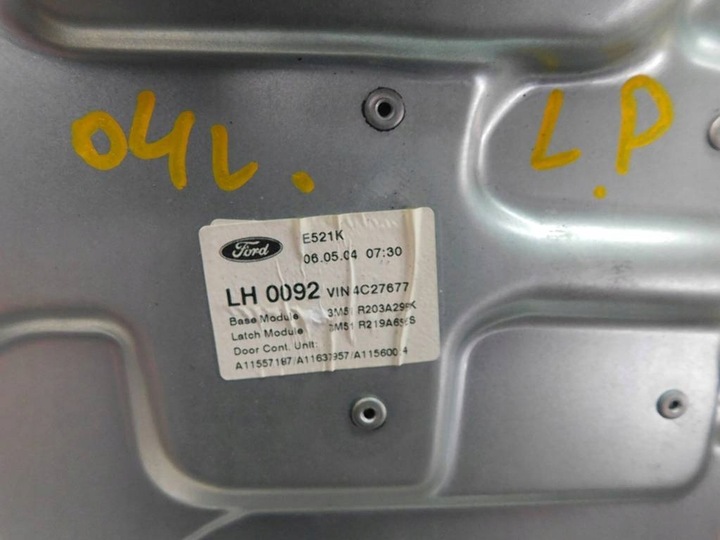 04L.
L.P
Ford
E521K
06.05.04 07:30
LH 0092 VIN 4C27677
Base Module
Latch Module
Door Cont. Unit: